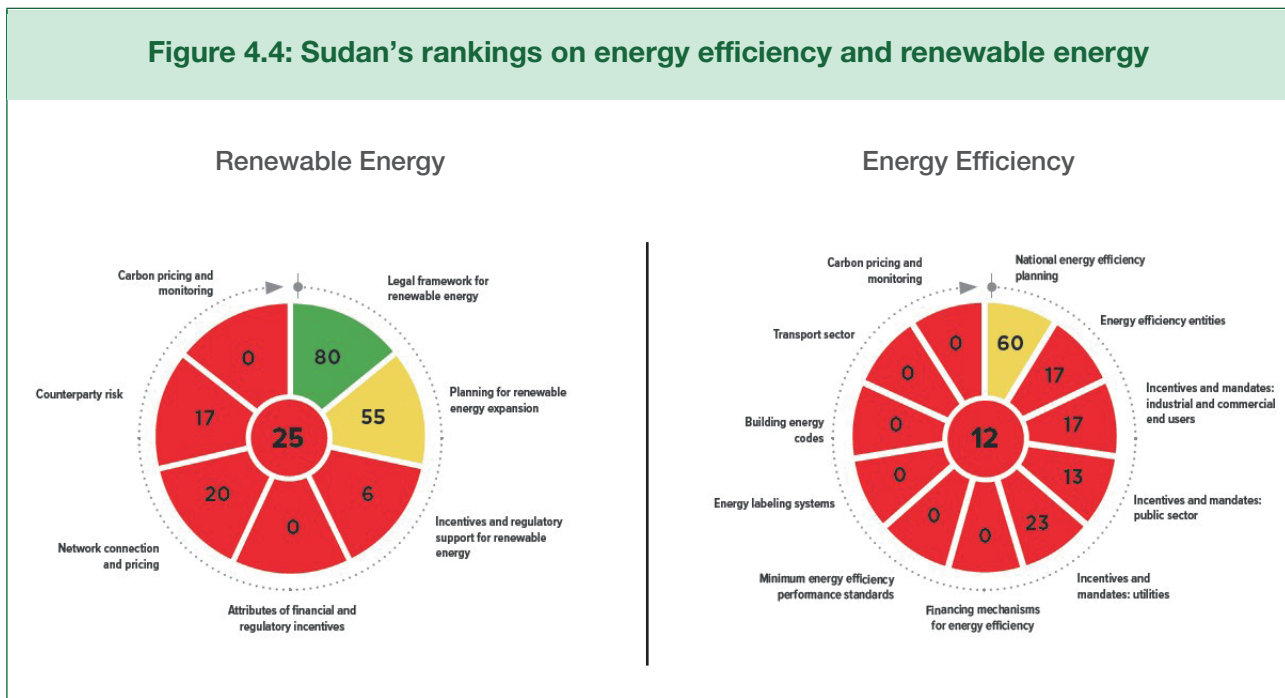 Figure 4.4: Sudan's rankings on energy efficiency and renewable energy
Renewable Energy
Carbon pricing and
monitoring
Legal framework for
renewable energy
Planning for renewable
energy expansion
Incentives and regulatory
support for renewable
energy
Attributes of financial and
regulatory incentives
Network connection
and pricing
Counterparty risk
0
80
55
6
0
20
17
25
Energy Efficiency
Carbon pricing and
monitoring
National energy efficiency
planning
Energy efficiency entities
Incentives and mandates:
industrial and commercial
end users
Incentives and mandates:
public sector
Incentives and
mandates: utilities
Financing mechanisms
for energy efficiency
Minimum energy efficiency
performance standards
Energy labeling systems
Building energy
codes
Transport sector
0
60
17
17
13
23
0
0
0
0
0
12